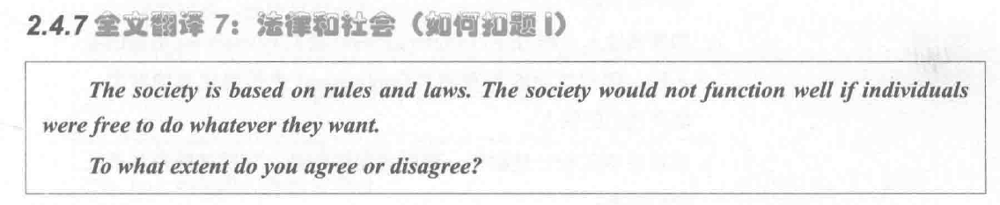 2.4.7 全文翻译 7：法律和社会（如何扣题 I）
The society is based on rules and laws. The society would not function well if individuals
were free to do whatever they want.
To what extent do you agree or disagree?